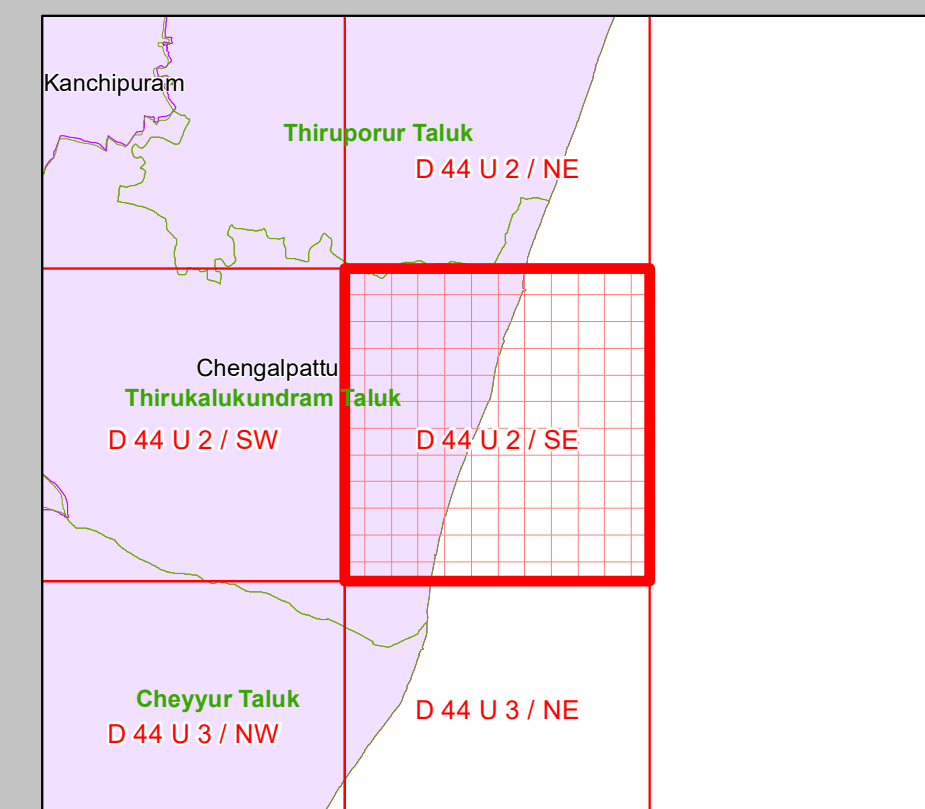 Kanchipuram
Thiruporur Taluk
D 44 U 2 / NE
Chengalpattu
Thirukalukundram Taluk
D 44 U 2 / SW
D 44 U 2 / SE
Cheyyur Taluk
D 44 U 3 / NW
D 44 U 3 / NE